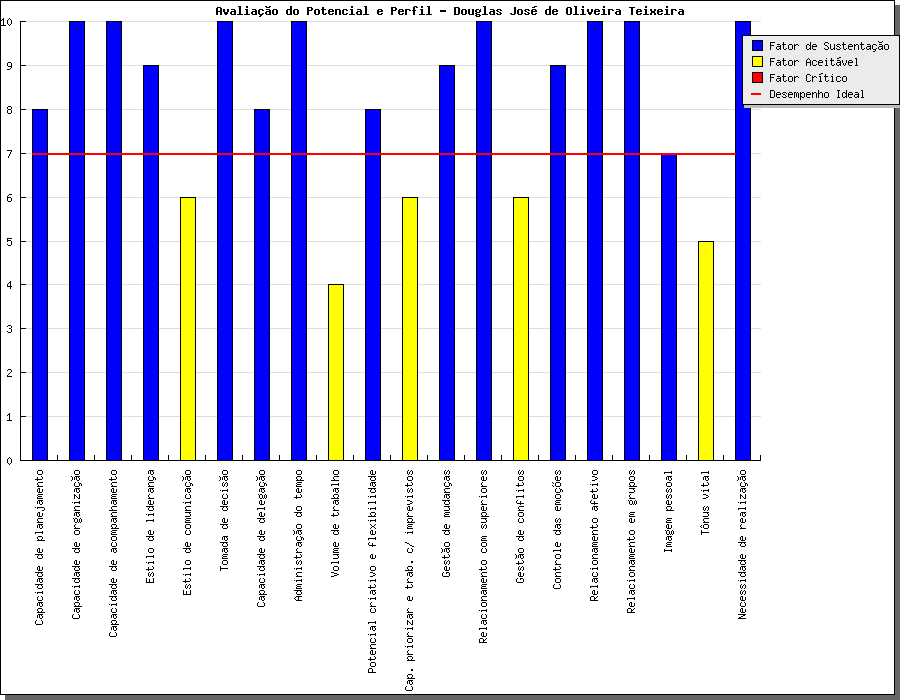 Avaliação do Potencial e Perfil - Douglas José de Oliveira Teixeira
10
9
8
7
6
5
4
3
2
1
0
Fator de Sustentação
Fator Aceitável
Fator Crítico
Desempenho Ideal
Capacidade de planejamento
Capacidade de organização
Capacidade de acompanhamento
Estilo de liderança
Estilo de comunicação
Tomada de decisão
Capacidade de delegação
Administração do tempo
Volume de trabalho
Potencial criativo e flexibilidade
Cap. priorizar e trab. c/ imprevistos
Gestão de mudanças
Relacionamento com superiores
Gestão de conflitos
Controle das emoções
Relacionamento afetivo
Relacionamento em grupos
Imagem pessoal
Tônus vital
Necessidade de realização